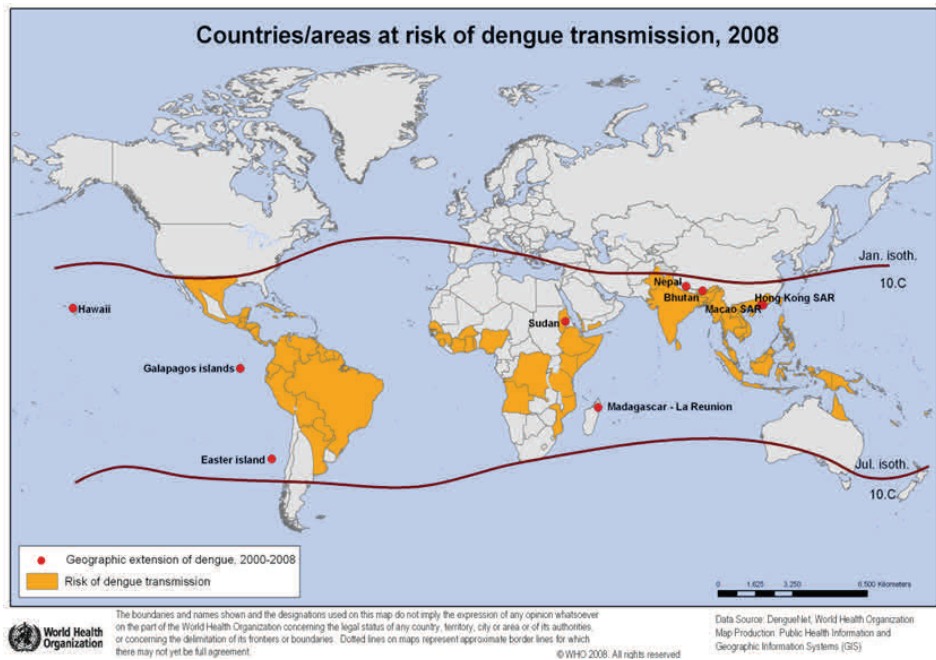 Countries/areas at risk of dengue transmission, 2008
Jan. isoth.
10.C
Nepal
Bhutan
Hong Kong SAR
Macao SAR
Hawaii
Sudan
Galapagos islands
Madagascar - La Reunion
Easter island
Jul. isoth.
10.C
Geographic extension of dengue, 2000-2008
Risk of dengue transmission
0 1,625 3,250 6,500 Kilometers
World Health
Organization
The boundaries and names shown and the designations used on this map do not imply the expression of any opinion whatsoever
on the part of the World Health Organization concerning the legal status of any country, territory, city or area or of its authorities,
or concerning the delimitation of its frontiers or boundaries. Dotted lines on maps represent approximate border lines for which
there may not yet be full agreement.
© WHO 2008. All rights reserved
Data Source: DengueNet, World Health Organization
Map Production: Public Health Information and
Geographic Information Systems (GIS)